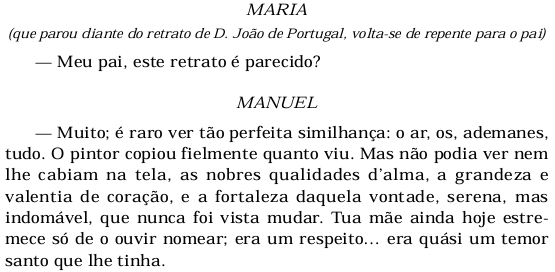 MARIA
(que parou diante do retrato de D. João de Portugal, volta-se de repente para o pai)
— Meu pai, este retrato é parecido?
MANUEL
— Muito; é raro ver tão perfeita similhança: o ar, os, ademanes,
tudo. O pintor copiou fielmente quanto viu. Mas não podia ver nem
lhe cabiam na tela, as nobres qualidades d'alma, a grandeza e
valentia de coração, e a fortaleza daquela vontade, serena, mas
indomável, que nunca foi vista mudar. Tua mãe ainda hoje estre-
mece só de o ouvir nomear; era um respeito... era quási um temor
santo que lhe tinha.